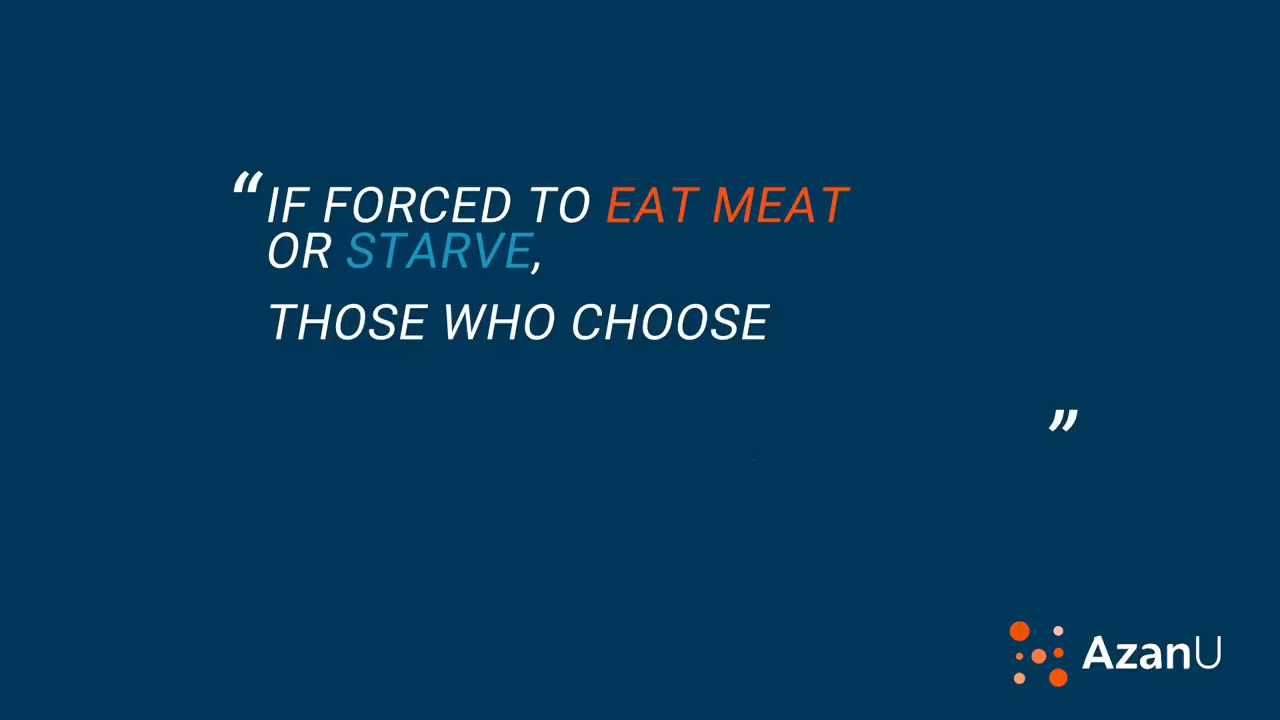 “IF FORCED TO EAT MEAT
OR STARVE,
THOSE WHO CHOOSE
”
AzanU